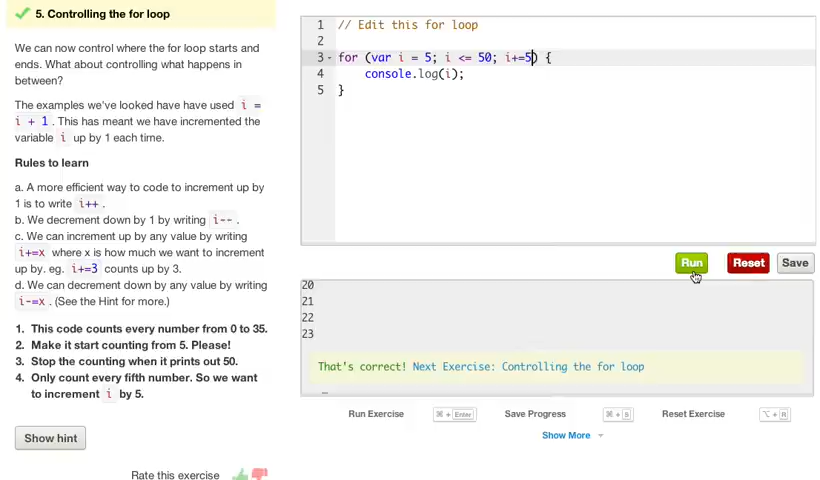 5. Controlling the for loop
We can now control where the for loop starts and
ends. What about controlling what happens in
between?
The examples we've looked have have used i =
i + 1 . This has meant we have incremented the
variable i up by 1 each time.
Rules to learn
a. A more efficient way to code to increment up by
1 is to write i++ .
b. We decrement down by 1 by writing i-- .
c. We can increment up by any value by writing
i+=x where x is how much we want to increment
up by. eg. i+=3 counts up by 3.
d. We can decrement down by any value by writing
i-=x . (See the Hint for more.)
1. This code counts every number from 0 to 35.
2. Make it start counting from 5. Please!
3. Stop the counting when it prints out 50.
4. Only count every fifth number. So we want
to increment i by 5.
Show hint
Rate this exercise
1 // Edit this for loop
2
3 for (var i = 5; i <= 50; i+=5) {
4 console.log(i);
5 }
Run Reset Save
20
21
22
23
That's correct! Next Exercise: Controlling the for loop
Run Exercise ⌘ + Enter Save Progress ⌘ + S Reset Exercise ⌥ + R
Show More